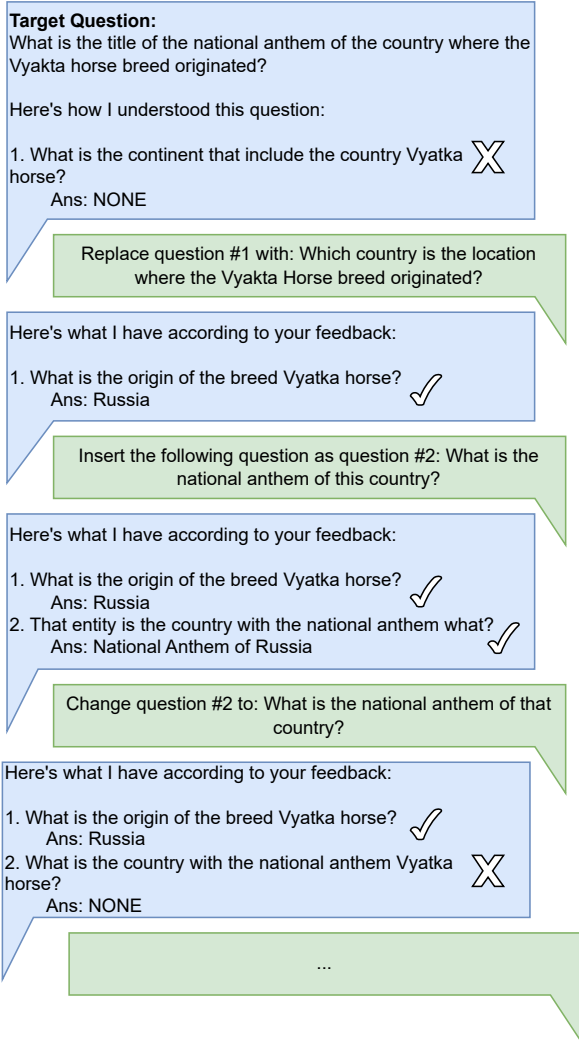 Target Question:
What is the title of the national anthem of the country where the
Vyakta horse breed originated?
Here's how I understood this question:
1. What is the continent that include the country Vyatka
horse?
Ans: NONE
Replace question #1 with: Which country is the location
where the Vyakta Horse breed originated?
Here's what I have according to your feedback:
1. What is the origin of the breed Vyatka horse?
Ans: Russia
Insert the following question as question #2: What is the
national anthem of this country?
Here's what I have according to your feedback:
1. What is the origin of the breed Vyatka horse?
Ans: Russia
2. That entity is the country with the national anthem what?
Ans: National Anthem of Russia
Change question #2 to: What is the national anthem of that
country?
Here's what I have according to your feedback:
1. What is the origin of the breed Vyatka horse?
Ans: Russia
2. What is the country with the national anthem Vyatka
horse?
Ans: NONE
...